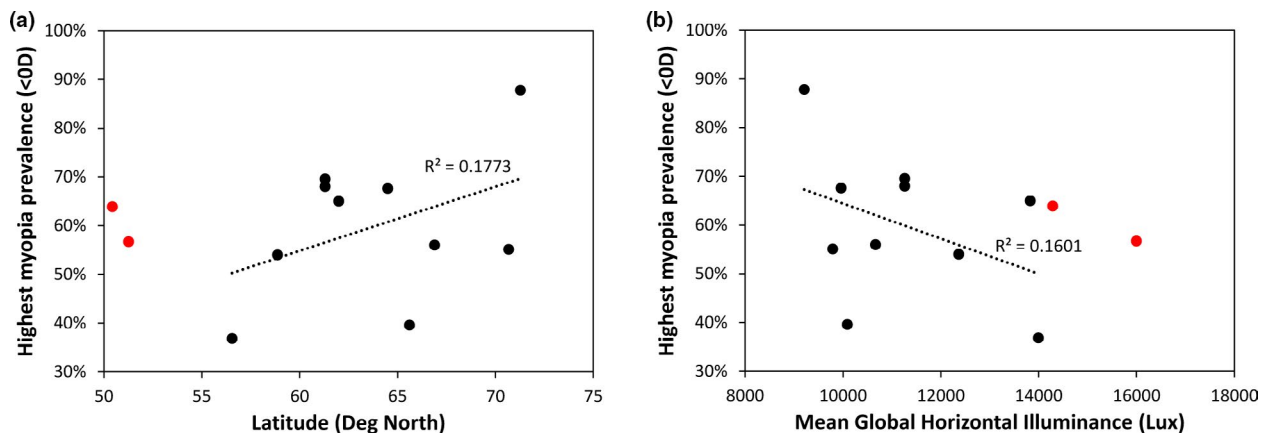 (a)
Highest myopia prevalence (<0D)
100%
90%
80%
70%
60%
50%
40%
30%
R² = 0.1773
50 55 60 65 70 75
Latitude (Deg North)
(b)
Highest myopia prevalence (<0D)
100%
90%
80%
70%
60%
50%
40%
30%
R² = 0.1601
8000 10000 12000 14000 16000 18000
Mean Global Horizontal Illuminance (Lux)